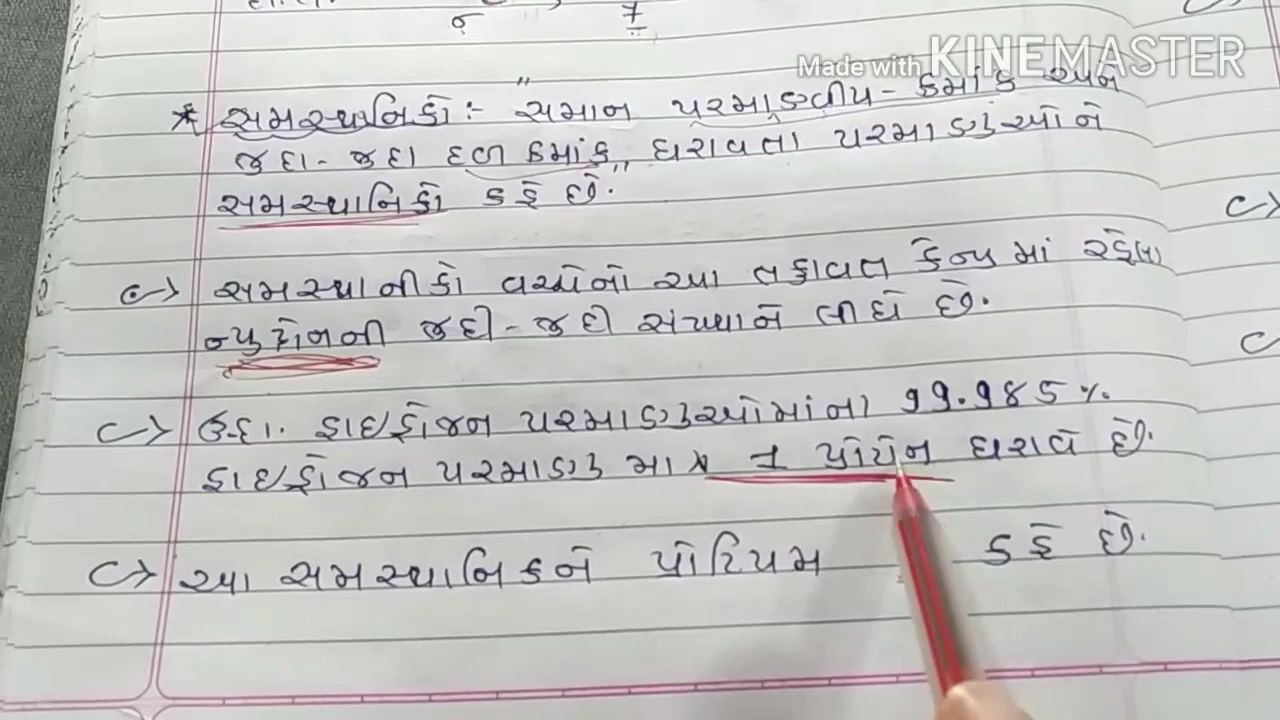 Made with KINEMASTER
7
* સમસ્થાનિકો :- "સમાન પરમાણ્વીય - ક્રમાંક અને
જુદા - જુદા દળ ક્રમાંક" ધરાવતા પરમાણુઓને
સમસ્થાનિકો કહે છે.
સમસ્થાનીકો વચ્ચેનો આ તફાવત કેન્દ્ર માં રહેલા
ન્યુટ્રોનની જુદી - જુદી સંખ્યાને લીધે છે.
ઉ.દા. હાઇડ્રોજન પરમાણુઓમાંના 99.985 %
હાઇડ્રોજન પરમાણુ માત્ર 1 પ્રોટોન ધરાવે છે.
આ સમસ્થાનિકને પ્રોટિયમ કહે છે.